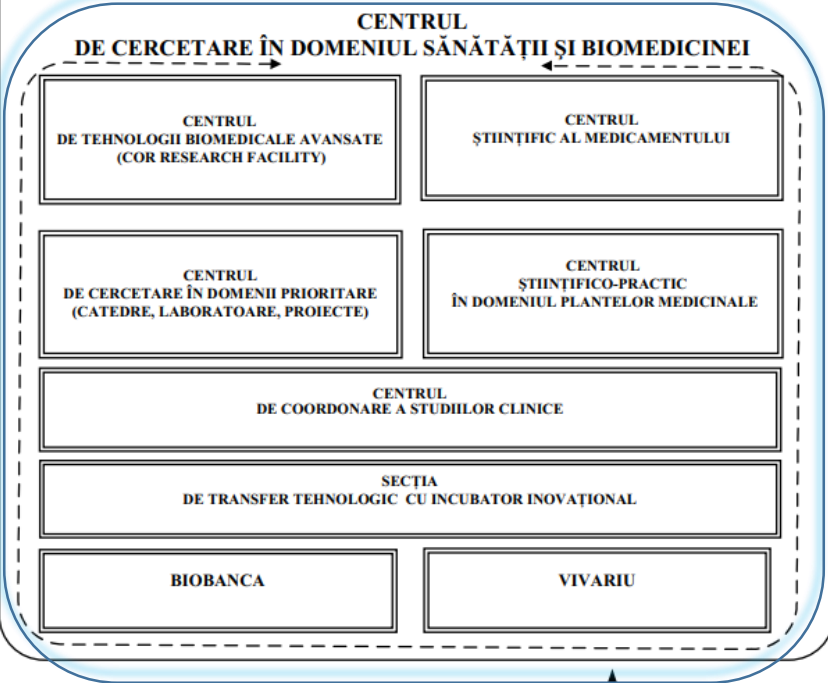 CENTRUL
DE CERCETARE ÎN DOMENIUL SĂNĂTĂȚII ȘI BIOMEDICINEI
CENTRUL
DE TEHNOLOGII BIOMEDICALE AVANSATE
(COR RESEARCH FACILITY)
CENTRUL
ȘTIINȚIFIC AL MEDICAMENTULUI
CENTRUL
DE CERCETARE ÎN DOMENII PRIORITARE
(CATEDRE, LABORATOARE, PROIECTE)
CENTRUL
ȘTIINȚIFICO-PRACTIC
ÎN DOMENIUL PLANTELOR MEDICINALE
CENTRUL
DE COORDONARE A STUDIILOR CLINICE
SECȚIA
DE TRANSFER TEHNOLOGIC CU INCUBATOR INOVAȚIONAL
BIOBANCA
VIVARIU